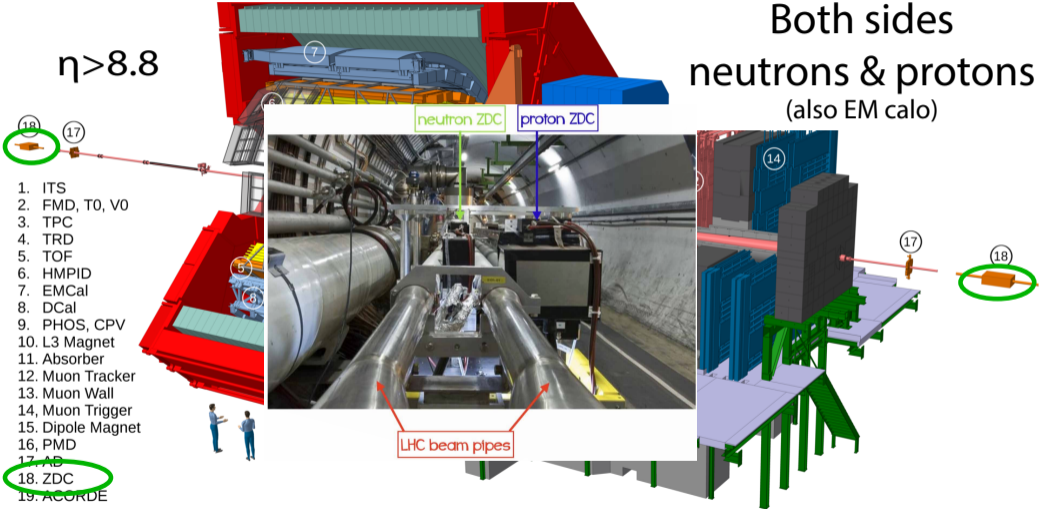 Both sides
neutrons & protons
(also EM calo)
η>8.8
7
6
neutron ZDC
proton ZDC
18
17
14
1. ITS
2. FMD, T0, V0
3. TPC
4. TRD
5. TOF
6. HMPID
7. EMCal
8. DCal
9. PHOS, CPV
10. L3 Magnet
11. Absorber
12. Muon Tracker
13. Muon Wall
14, Muon Trigger
15. Dipole Magnet
16, PMD
17. AD
18. ZDC
19. ACORDE
5
8
17
18
LHC beam pipes